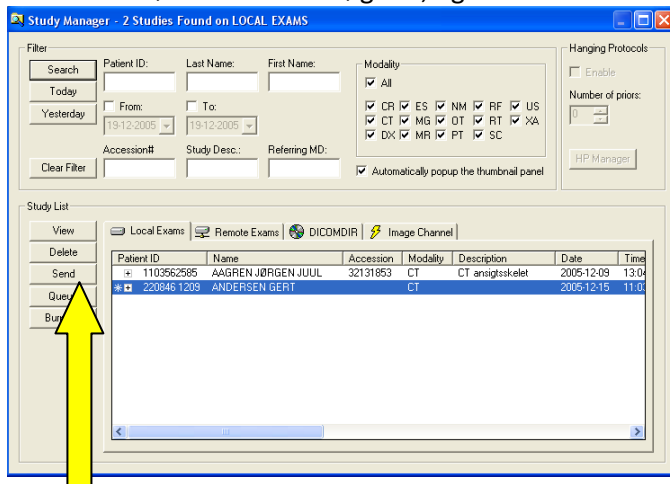 Study Manager - 2 Studies Found on LOCAL EXAMS
Filter
Search
Today
Yesterday
Clear Filter
Patient ID: Last Name: First Name:
From: To:
19-12-2005 19-12-2005
Accession# Study Desc.: Referring MD:
Modality
All
CR ES NM RF US
CT MG OT RT XA
DX MR PT SC
Automatically popup the thumbnail panel
Hanging Protocols
Enable
Number of priors:
0
HP Manager
Study List
View
Delete
Send
Local Exams Remote Exams DICOMDIR Image Channel
Patient ID Name Accession Modality Description Date Time
1103562585 AAGREN JØRGEN JUUL 32131853 CT CT ansigtsskelet 2005-12-09 13:04
220846 1209 ANDERSEN GERT CT 2005-12-15